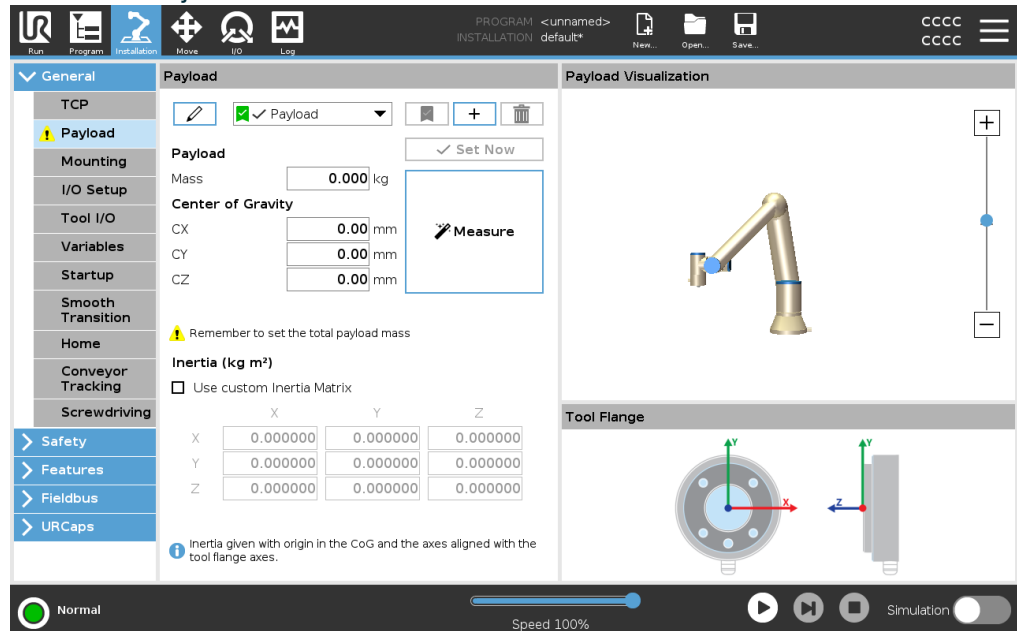 PROGRAM <unnamed>
INSTALLATION default*
UR
Run
Program
Installation
Move
I/O
Log
New...
Open...
Save...
cccc
cccc
General
Payload
Payload Visualization
TCP
Payload
Mounting
I/O Setup
Tool I/O
Variables
Startup
Smooth
Transition
Home
Conveyor
Tracking
Screwdriving
Safety
Features
Fieldbus
URCaps
Payload
Set Now
Payload
Mass 0.000 kg
Center of Gravity
CX 0.00 mm
CY 0.00 mm
CZ 0.00 mm
Measure
Remember to set the total payload mass
Inertia (kg m²)
Use custom Inertia Matrix
X Y Z
X 0.000000 0.000000 0.000000
Y 0.000000 0.000000 0.000000
Z 0.000000 0.000000 0.000000
Inertia given with origin in the CoG and the axes aligned with the
tool flange axes.
Tool Flange
Y
X
Y
Z
Normal
Speed 100%
Simulation